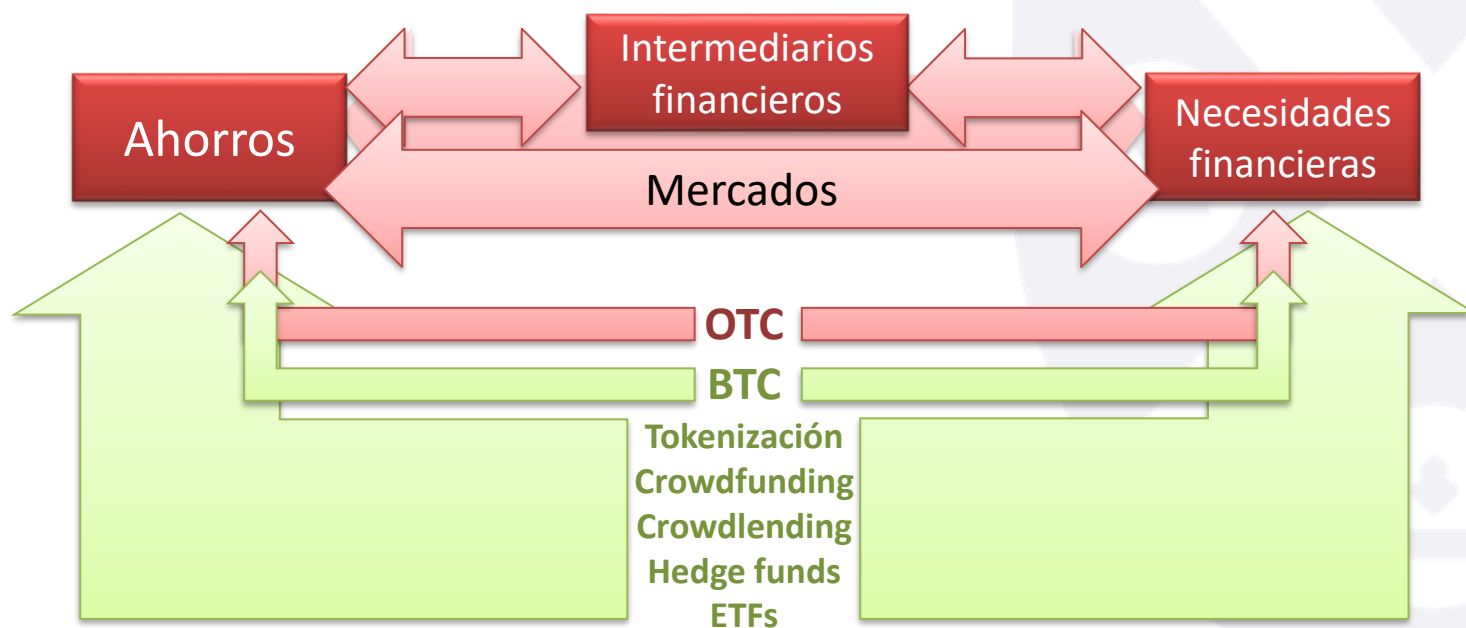 Intermediarios
financieros
Ahorros
Necesidades
financieras
Mercados
OTC
BTC
Tokenización
Crowdfunding
Crowdlending
Hedge funds
ETFs